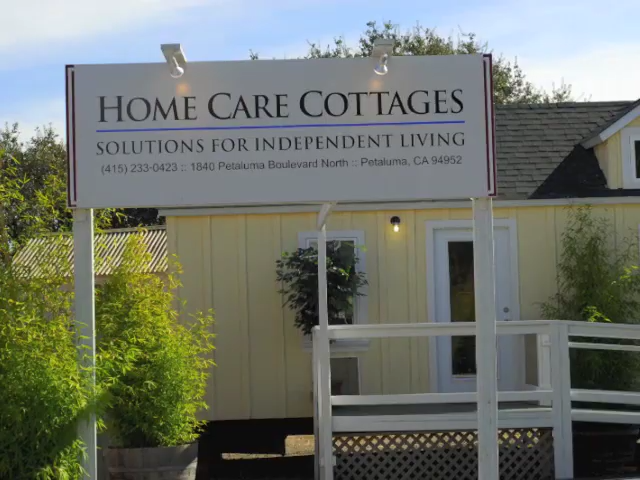 HOME CARE COTTAGES
SOLUTIONS FOR INDEPENDENT LIVING
(415) 233-0423 :: 1840 Petaluma Boulevard North :: Petaluma, CA 94952